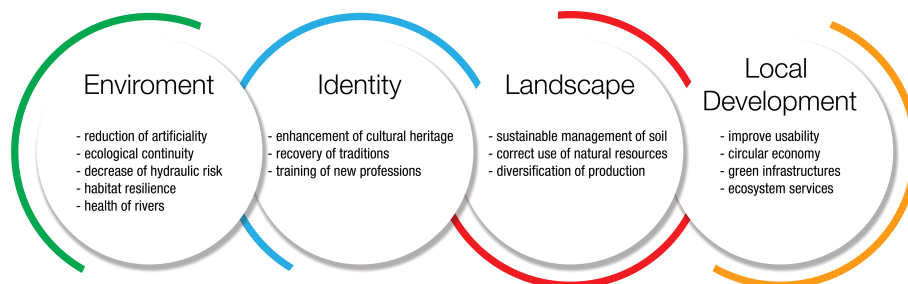 Enviroment
- reduction of artificiality
- ecological continuity
- decrease of hydraulic risk
- habitat resilience
- health of rivers
Identity
- enhancement of cultural heritage
- recovery of traditions
- training of new professions
Landscape
- sustainable management of soil
- correct use of natural resources
- diversification of production
Local
Development
- improve usability
- circular economy
- green infrastructures
- ecosystem services